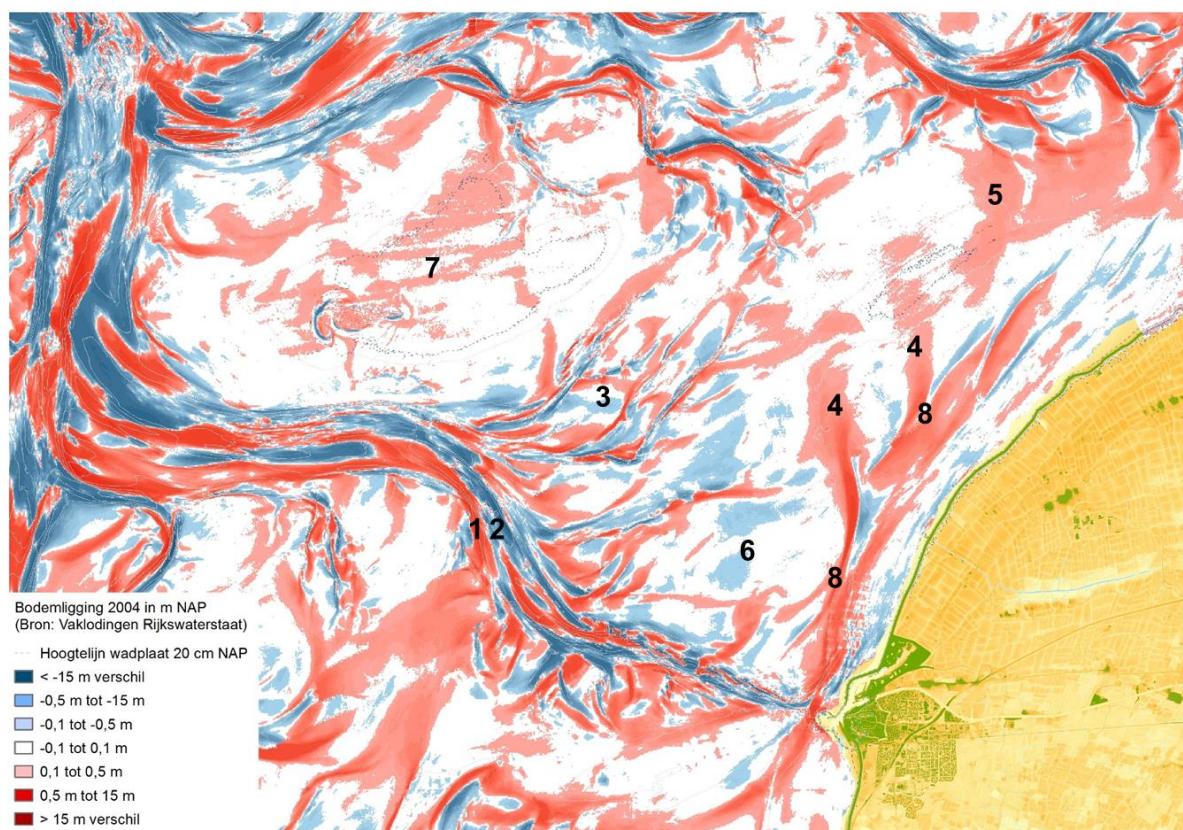 5
7
4
3
4
8
1 2
6
8
Bodemligging 2004 in m NAP
(Bron: Vaklodingen Rijkswaterstaat)
Hoogtelijn wadplaat 20 cm NAP
< -15 m verschil
-0,5 m tot -15 m
-0,1 tot -0,5 m
-0,1 tot 0,1 m
0,1 tot 0,5 m
0,5 m tot 15 m
> 15 m verschil